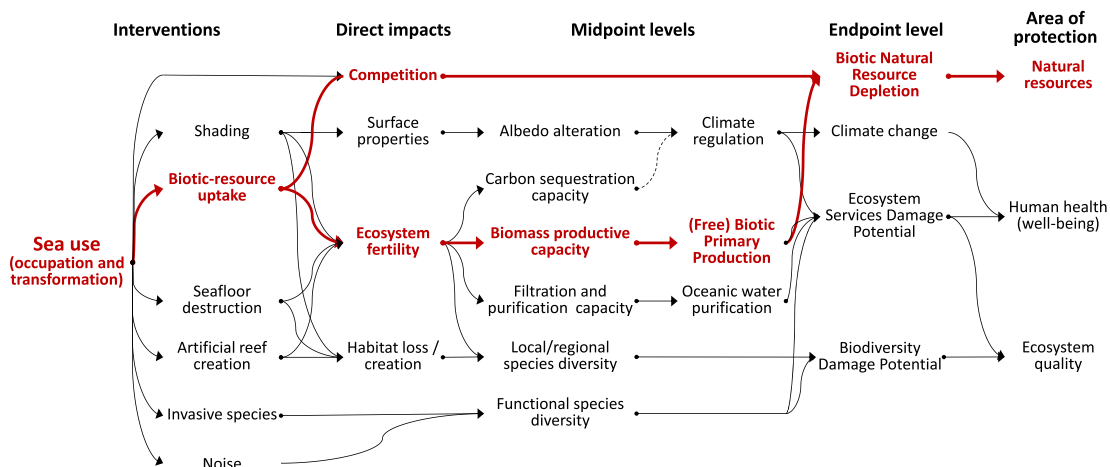 Interventions
Direct impacts
Midpoint levels
Endpoint level
Area of
protection
Competition
Biotic Natural
Resource
Depletion
Natural
resources
Shading
Surface
properties
Albedo alteration
Climate
regulation
Climate change
Biotic-resource
uptake
Carbon sequestration
capacity
Ecosystem
Services Damage
Potential
Human health
(well-being)
Sea use
(occupation and
transformation)
Ecosystem
fertility
Biomass productive
capacity
(Free) Biotic
Primary
Production
Seafloor
destruction
Filtration and
purification capacity
Oceanic water
purification
Artificial reef
creation
Habitat loss /
creation
Local/regional
species diversity
Biodiversity
Damage Potential
Ecosystem
quality
Invasive species
Functional species
diversity
Noise